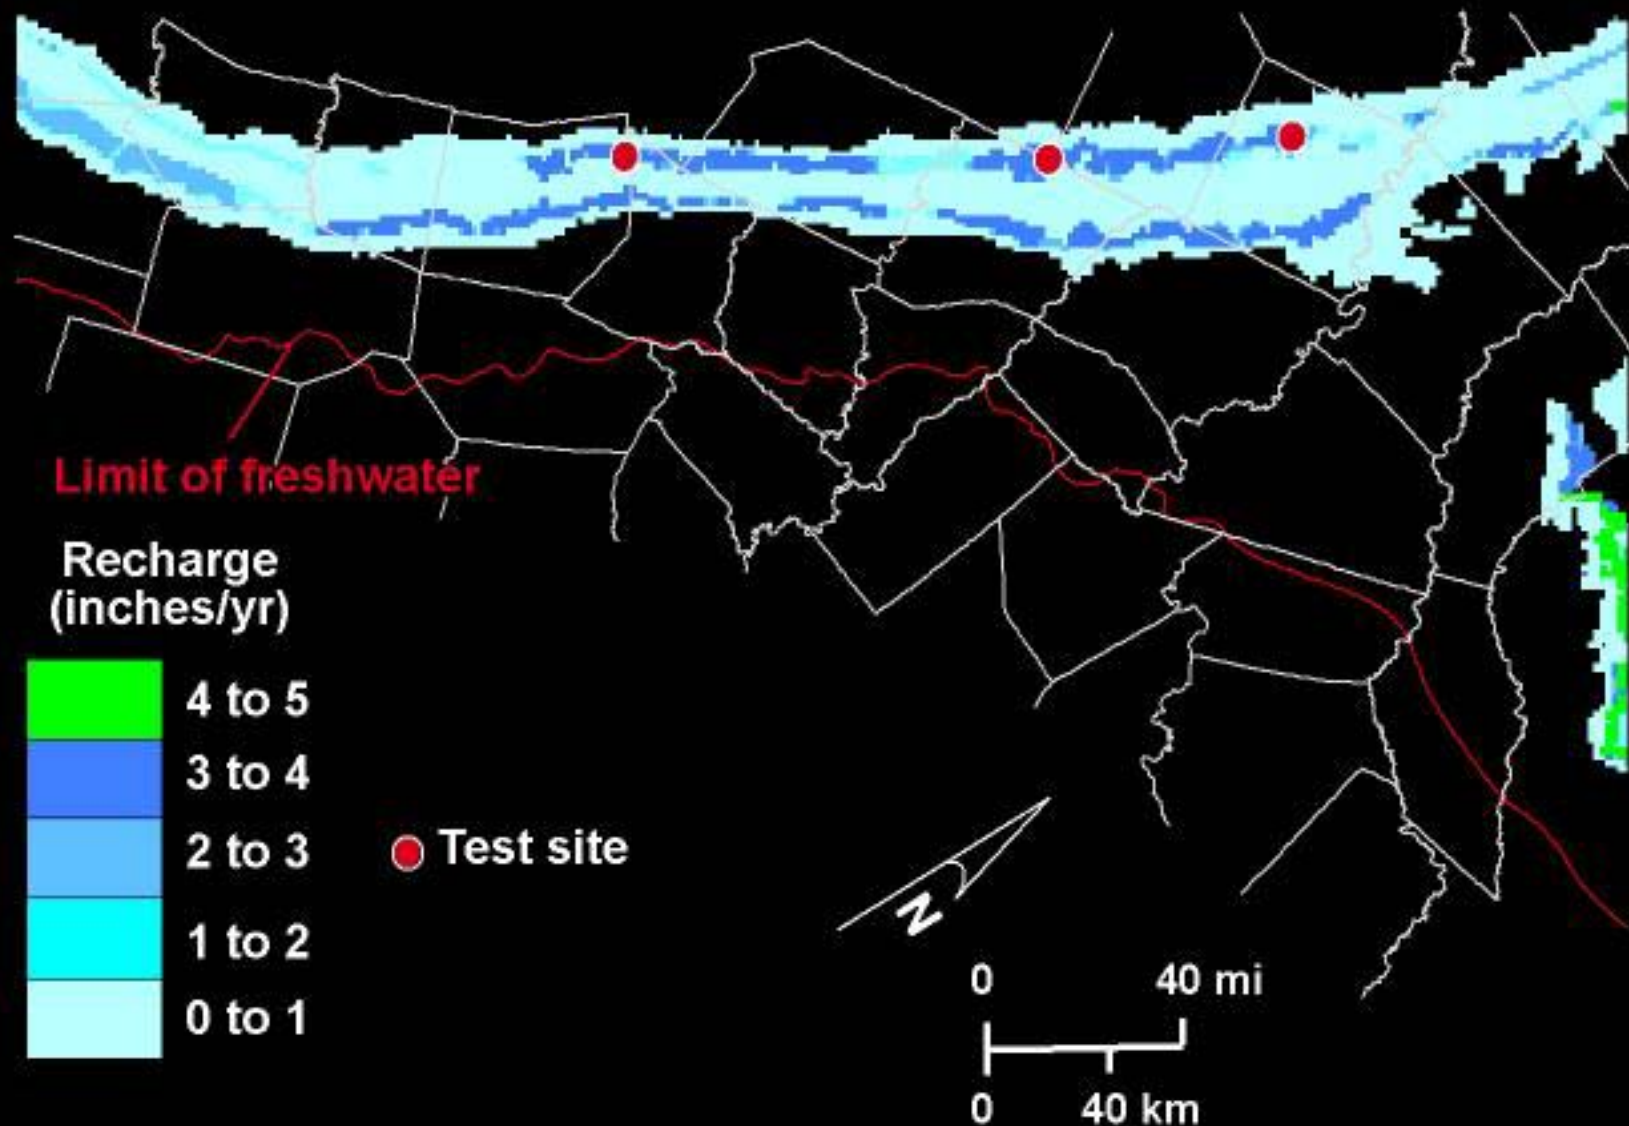 Limit of freshwater
Recharge
(inches/yr)
4 to 5
3 to 4
2 to 3
1 to 2
0 to 1
Test site
N
0 40 mi
0 40 km